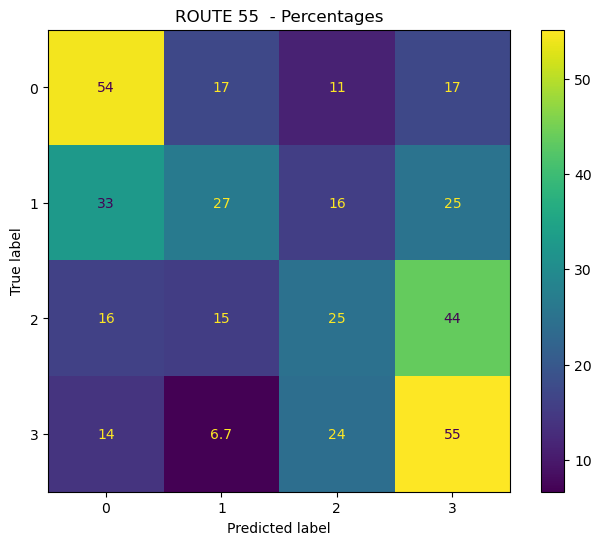 ROUTE 55  - Percentages
0 54 17 11 17
1 33 27 16 25
2 16 15 25 44
3 14 6.7 24 55
0 1 2 3
Predicted label
True label
50
40
30
20
10